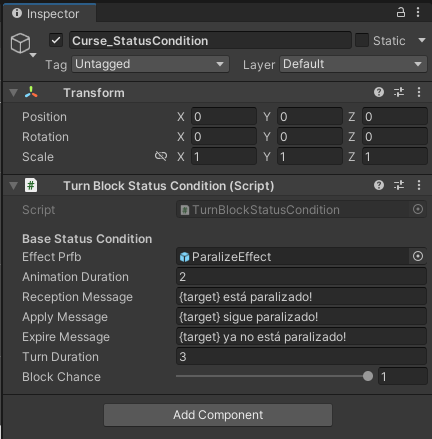 Inspector
Curse_StatusCondition Static
Tag Untagged Layer Default
Transform
Position X 0 Y 0 Z 0
Rotation X 0 Y 0 Z 0
Scale X 1 Y 1 Z 1
# Turn Block Status Condition (Script)
Script TurnBlockStatusCondition
Base Status Condition
Effect Prfb ParalizeEffect
Animation Duration 2
Reception Message {target} está paralizado!
Apply Message {target} sigue paralizado!
Expire Message {target} ya no está paralizado!
Turn Duration 3
Block Chance 1
Add Component